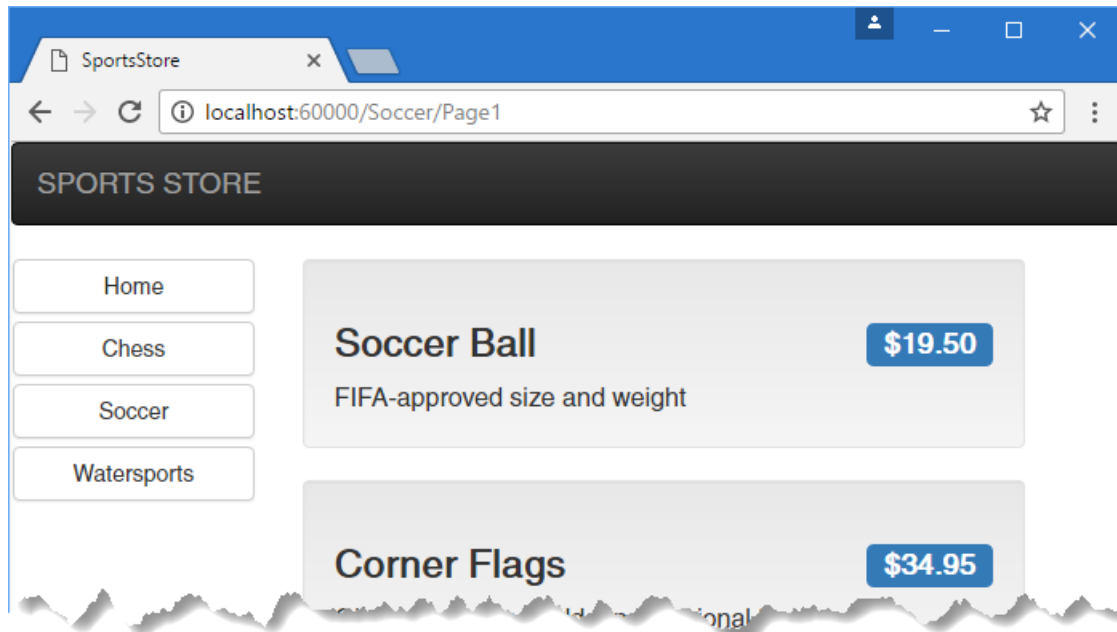 SportsStore
localhost:60000/Soccer/Page1
SPORTS STORE
Home
Chess
Soccer
Watersports
Soccer Ball
$19.50
FIFA-approved size and weight
Corner Flags
$34.95